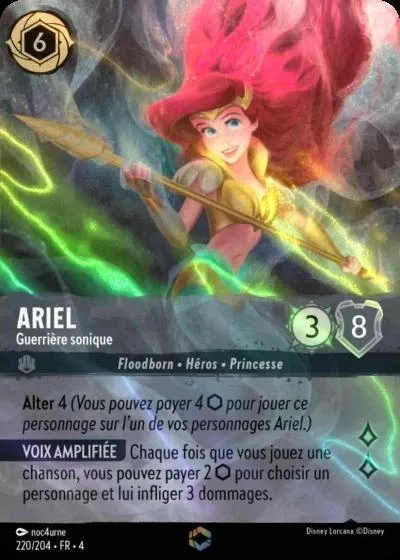 6
ARIEL
Guerrière sonique
3
8
Floodborn • Héros • Princesse
Alter 4 (Vous pouvez payer 4 pour jouer ce
personnage sur l'un de vos personnages Ariel.)
VOIX AMPLIFIÉE Chaque fois que vous jouez une
chanson, vous pouvez payer 2 pour choisir un
personnage et lui infliger 3 dommages.
noc4urne
220/204 • FR • 4
Disney Lorcana ©Disney